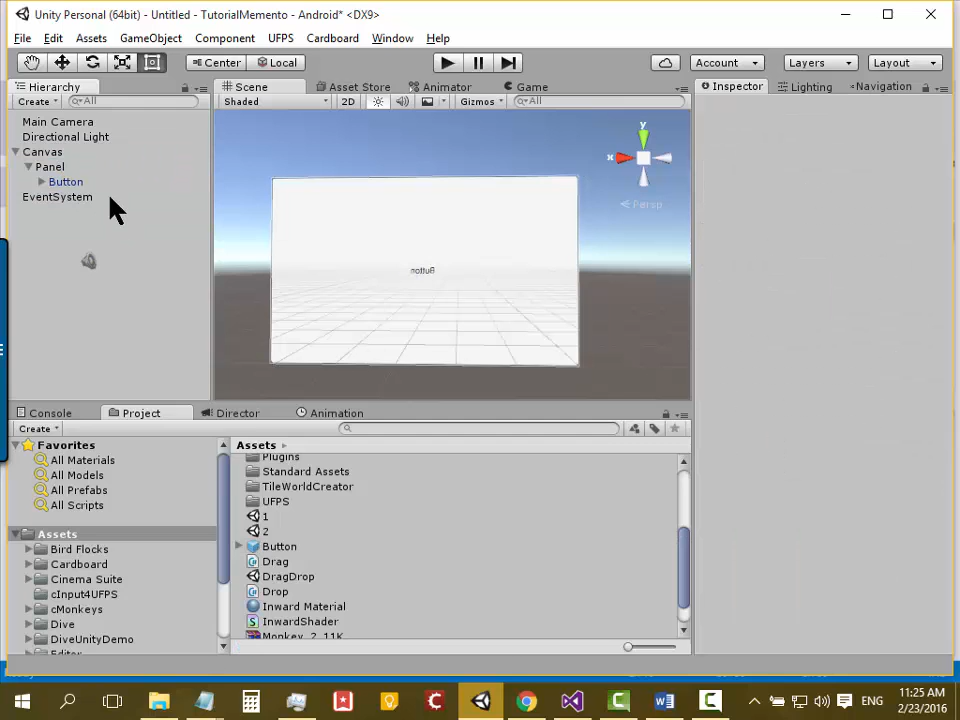 Unity Personal (64bit) - Untitled - TutorialMemento - Android* <DX9>
File Edit Assets GameObject Component UFPS Cardboard Window Help
Center Local Account Layers Layout
Hierarchy Scene Asset Store Animator Game Inspector Lighting Navigation
Create All Shaded 2D Gizmos All
Main Camera
Directional Light
Canvas
Panel
Button
EventSystem
y
x
Persp
Button
Console Project Director Animation
Create
Favorites
All Materials
All Models
All Prefabs
All Scripts
Assets
Bird Flocks
Cardboard
Cinema Suite
cInput4UFPS
cMonkeys
Dive
DiveUnityDemo
Editor
Assets
Plugins
Standard Assets
TileWorldCreator
UFPS
1
2
Button
Drag
DragDrop
Drop
Inward Material
InwardShader
Monkey_2_11K
ENG
11:25 AM
2/23/2016